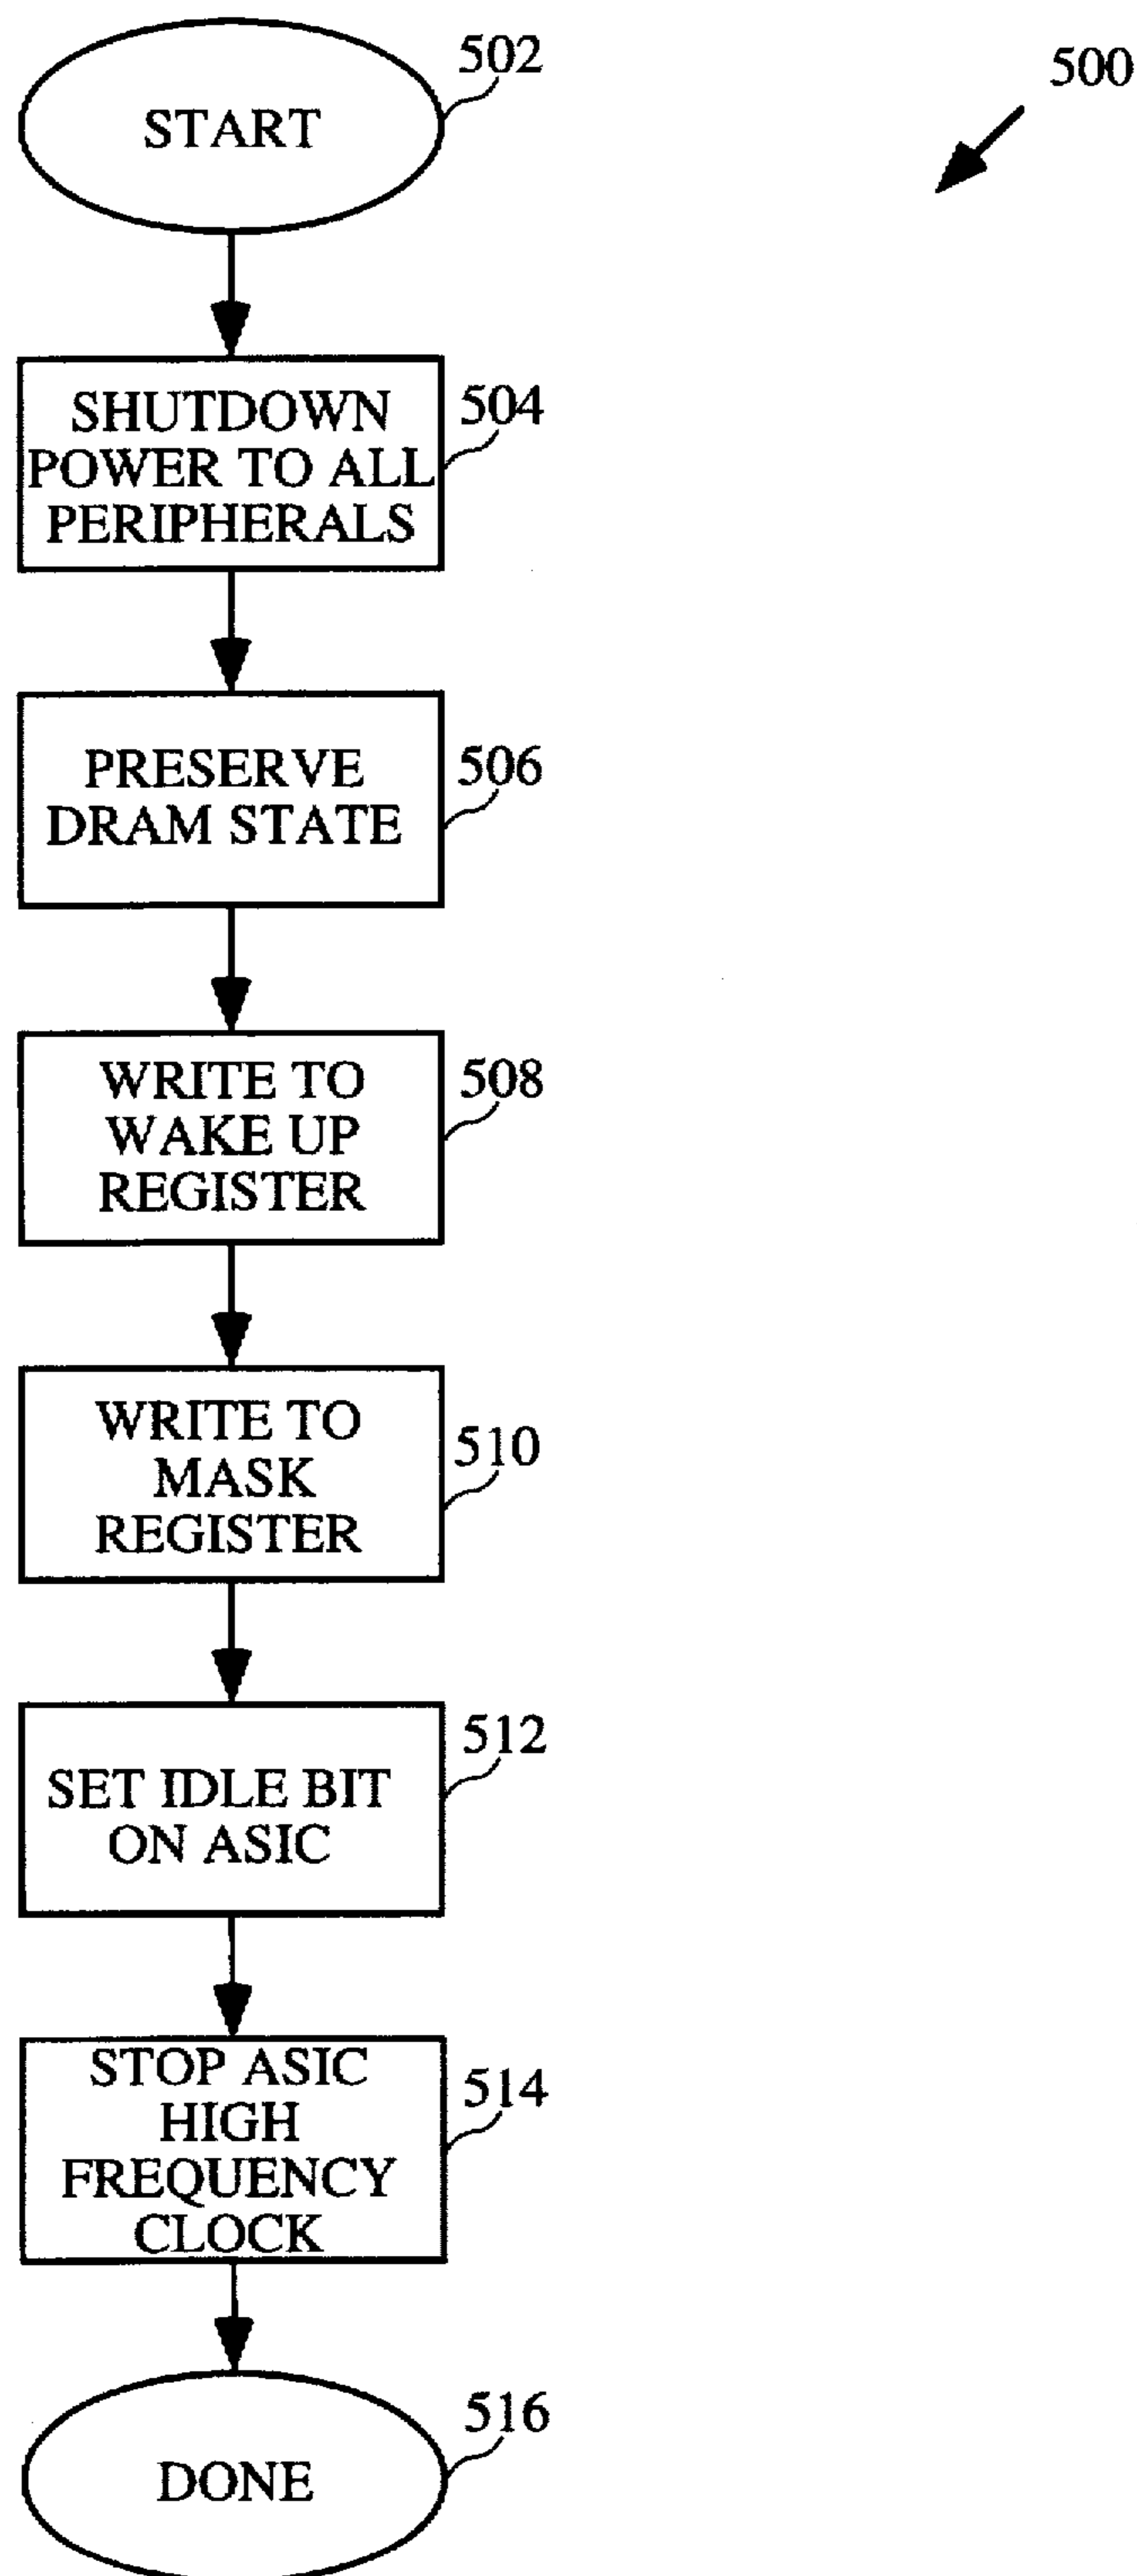 502
500
START
SHUTDOWN
POWER TO ALL
PERIPHERALS
504
PRESERVE
DRAM STATE
506
WRITE TO
WAKE UP
REGISTER
508
WRITE TO
MASK
REGISTER
510
SET IDLE BIT
ON ASIC
512
STOP ASIC
HIGH
FREQUENCY
CLOCK
514
DONE
516